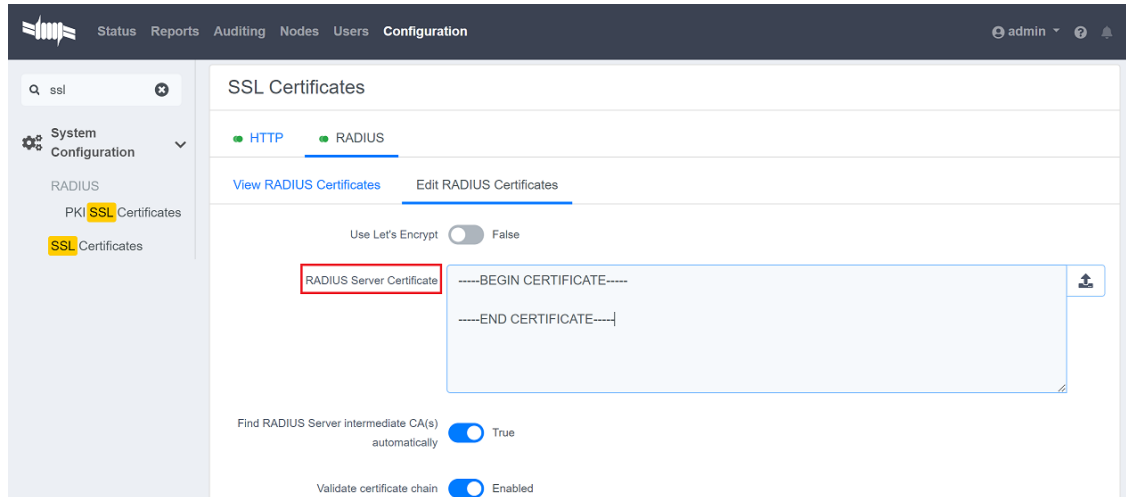 Status Reports Auditing Nodes Users Configuration admin
ssl
System
Configuration
RADIUS
PKI SSL Certificates
SSL Certificates
SSL Certificates
HTTP RADIUS
View RADIUS Certificates Edit RADIUS Certificates
Use Let's Encrypt False
RADIUS Server Certificate -----BEGIN CERTIFICATE-----
-----END CERTIFICATE-----
Find RADIUS Server intermediate CA(s)
automatically True
Validate certificate chain Enabled